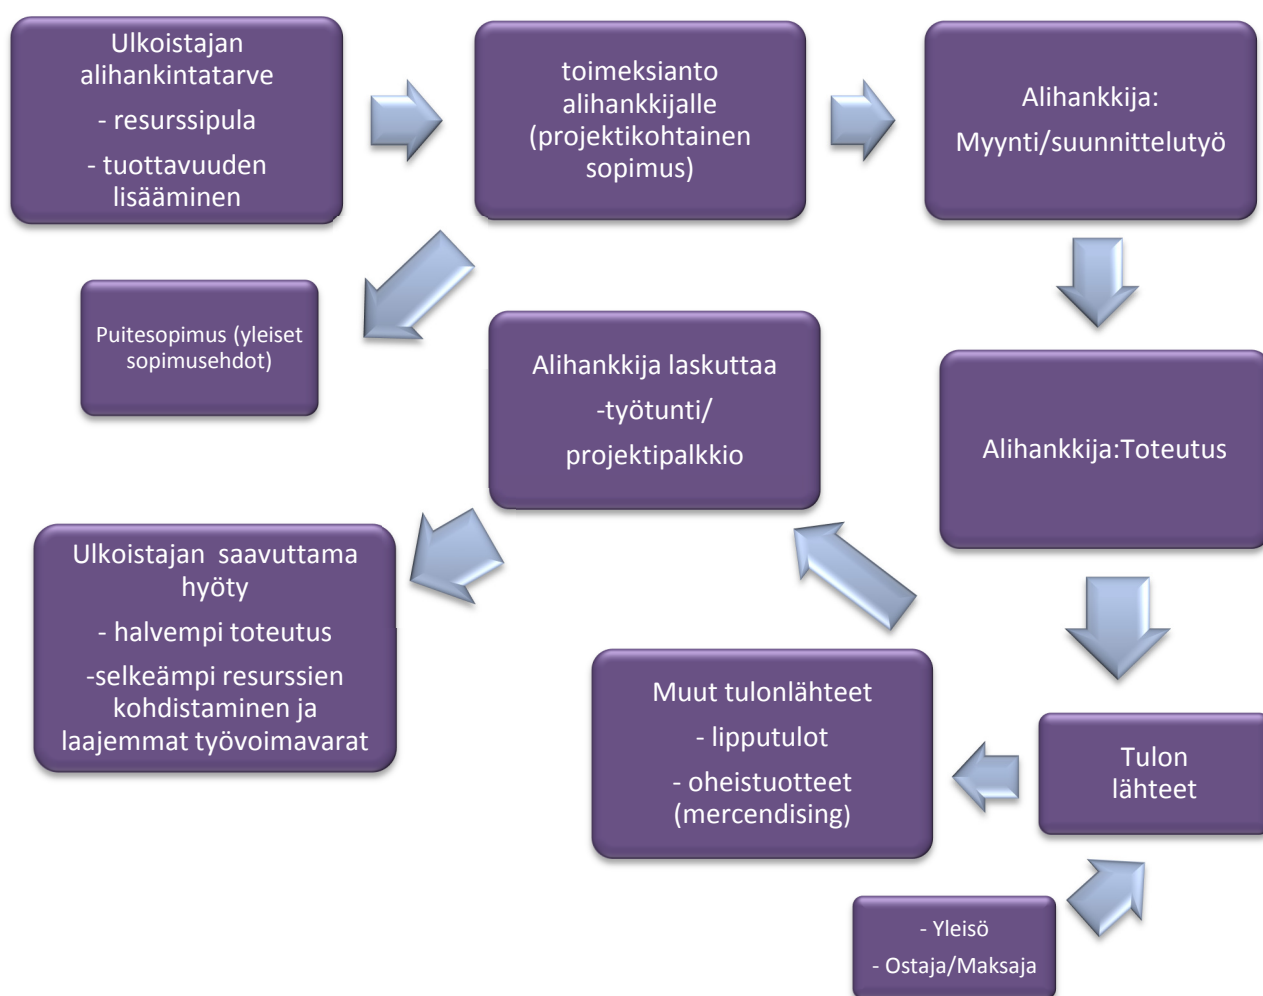 Ulkoistajan
alihankintatarve
- resurssipula
- tuottavuuden
lisääminen
toimeksianto
alihankkijalle
(projektikohtainen
sopimus)
Alihankkija:
Myynti/suunnittelutyö
Puitesopimus (yleiset
sopimusehdot)
Alihankkija laskuttaa
-työtunti/
projektipalkkio
Alihankkija:Toteutus
Ulkoistajan saavuttama
hyöty
- halvempi toteutus
-selkeämpi resurssien
kohdistaminen ja
laajemmat työvoimavarat
Muut tulonlähteet
- lipputulot
- oheistuotteet
(mercendising)
Tulon
lähteet
- Yleisö
- Ostaja/Maksaja